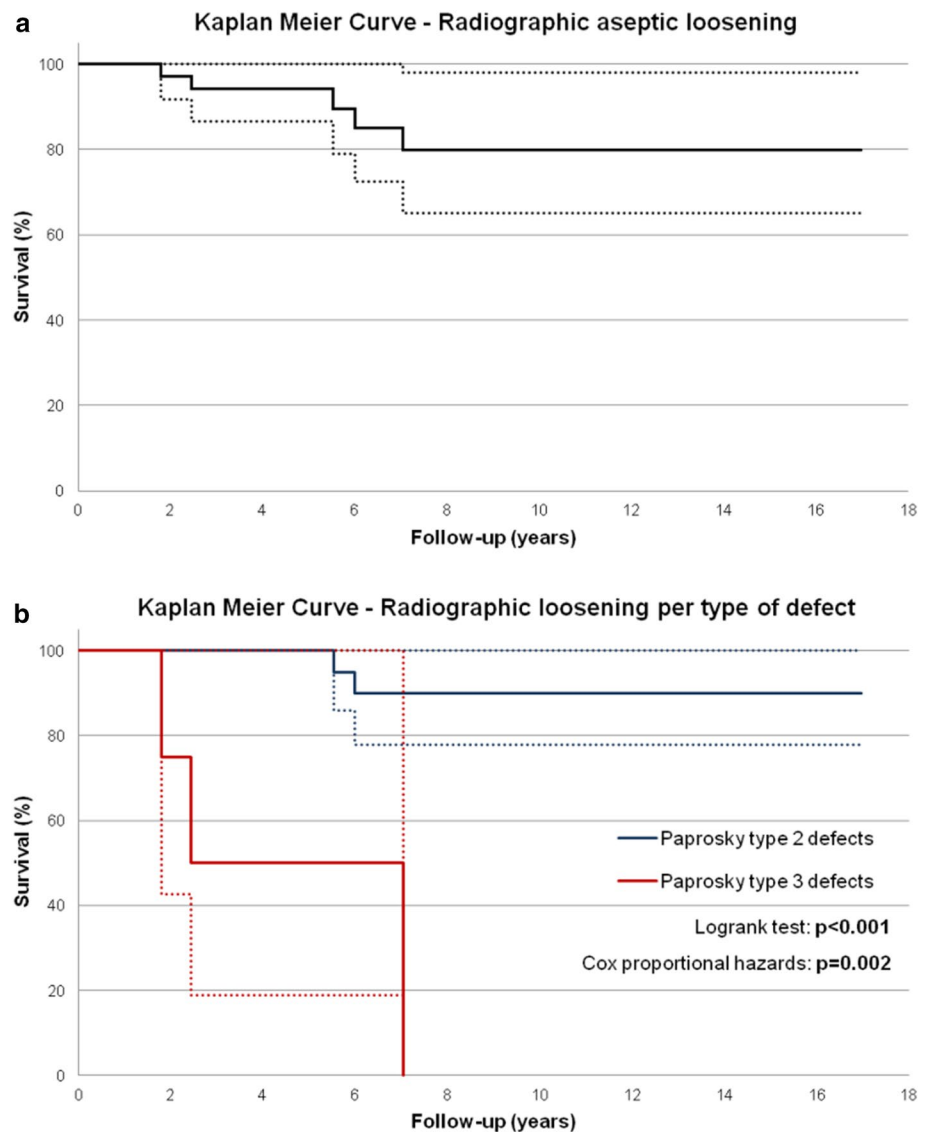 a
Kaplan Meier Curve - Radiographic aseptic loosening
100
80
60
40
20
0
Survival (%)
0 2 4 6 8 10 12 14 16 18
Follow-up (years)
b
Kaplan Meier Curve - Radiographic loosening per type of defect
100
80
60
40
20
0
Survival (%)
Paprosky type 2 defects
Paprosky type 3 defects
Logrank test: p<0.001
Cox proportional hazards: p=0.002
0 2 4 6 8 10 12 14 16 18
Follow-up (years)